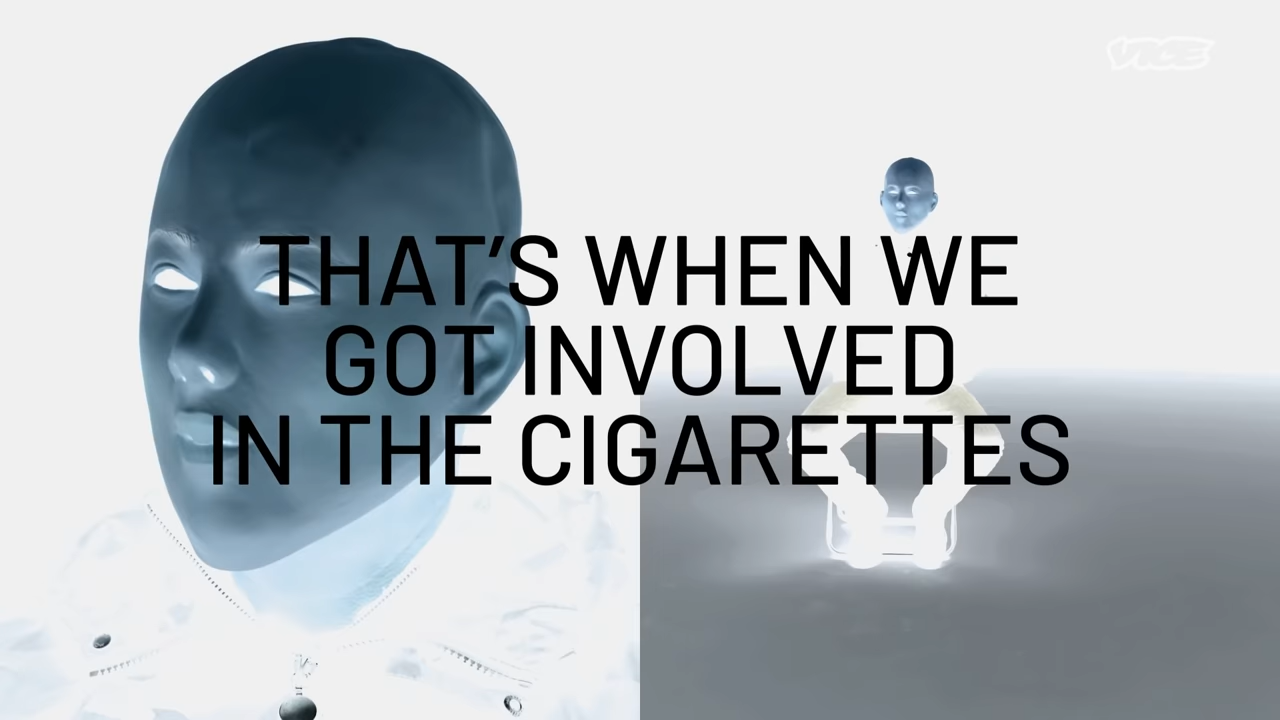 VICE
THAT'S WHEN WE
GOT INVOLVED
IN THE CIGARETTES